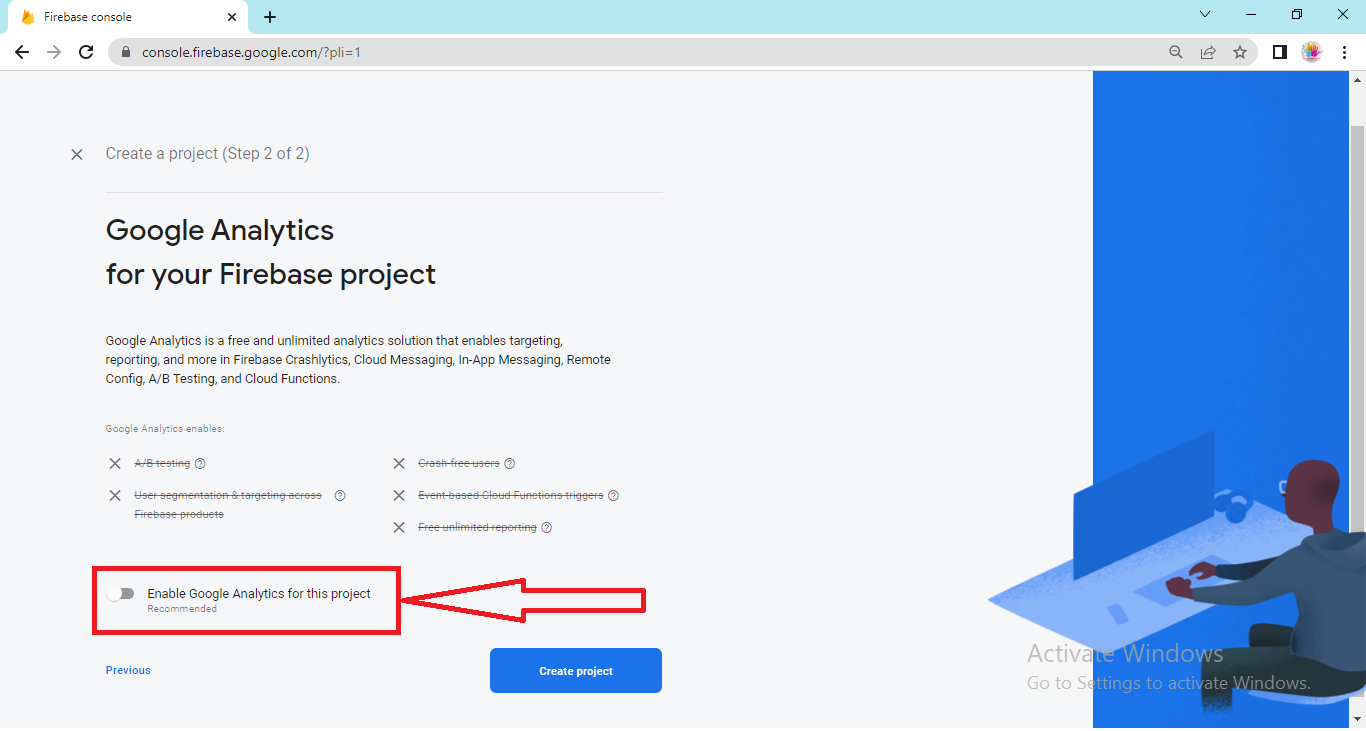 Firebase console
console.firebase.google.com/?pli=1
Create a project (Step 2 of 2)
Google Analytics
for your Firebase project
Google Analytics is a free and unlimited analytics solution that enables targeting,
reporting, and more in Firebase Crashlytics, Cloud Messaging, In-App Messaging, Remote
Config, A/B Testing, and Cloud Functions.
Google Analytics enables:
A/B testing
User segmentation & targeting across
Firebase products
Crash-free users
Event-based Cloud Functions triggers
Free unlimited reporting
Enable Google Analytics for this project
Recommended
Previous
Create project
Activate Windows
Go to Settings to activate Windows.